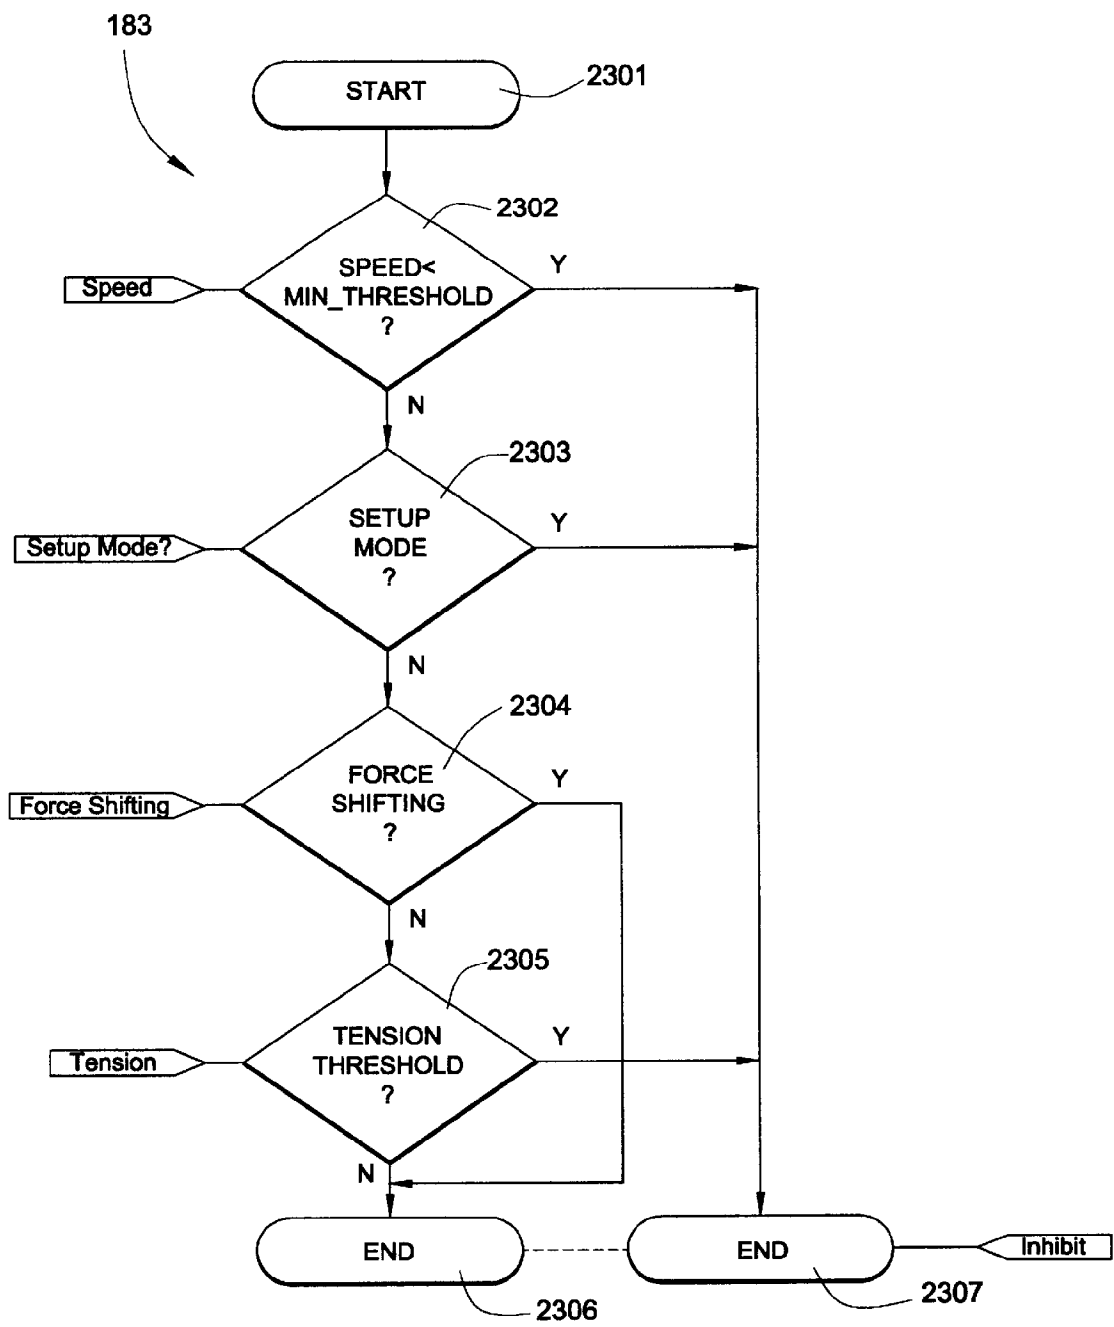 183
START
2301
2302
SPEED<
MIN_THRESHOLD
?
Y
Speed
N
2303
SETUP
MODE
?
Y
Setup Mode?
N
2304
FORCE
SHIFTING
?
Y
Force Shifting
N
2305
TENSION
THRESHOLD
?
Y
Tension
N
END
END
Inhibit
2306
2307